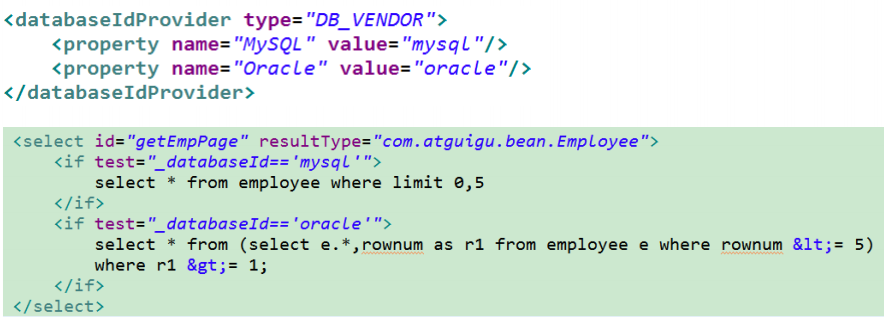 <databaseIdProvider type="DB_VENDOR">
<property name="MySQL" value="mysql"/>
<property name="Oracle" value="oracle"/>
</databaseIdProvider>
<select id="getEmpPage" resultType="com.atguigu.bean.Employee">
<if test="_databaseId=='mysql'">
select * from employee where limit 0,5
</if>
<if test="_databaseId=='oracle'">
select * from (select e.*,rownum as r1 from employee e where rownum &lt;= 5)
where r1 &gt;= 1;
</if>
</select>